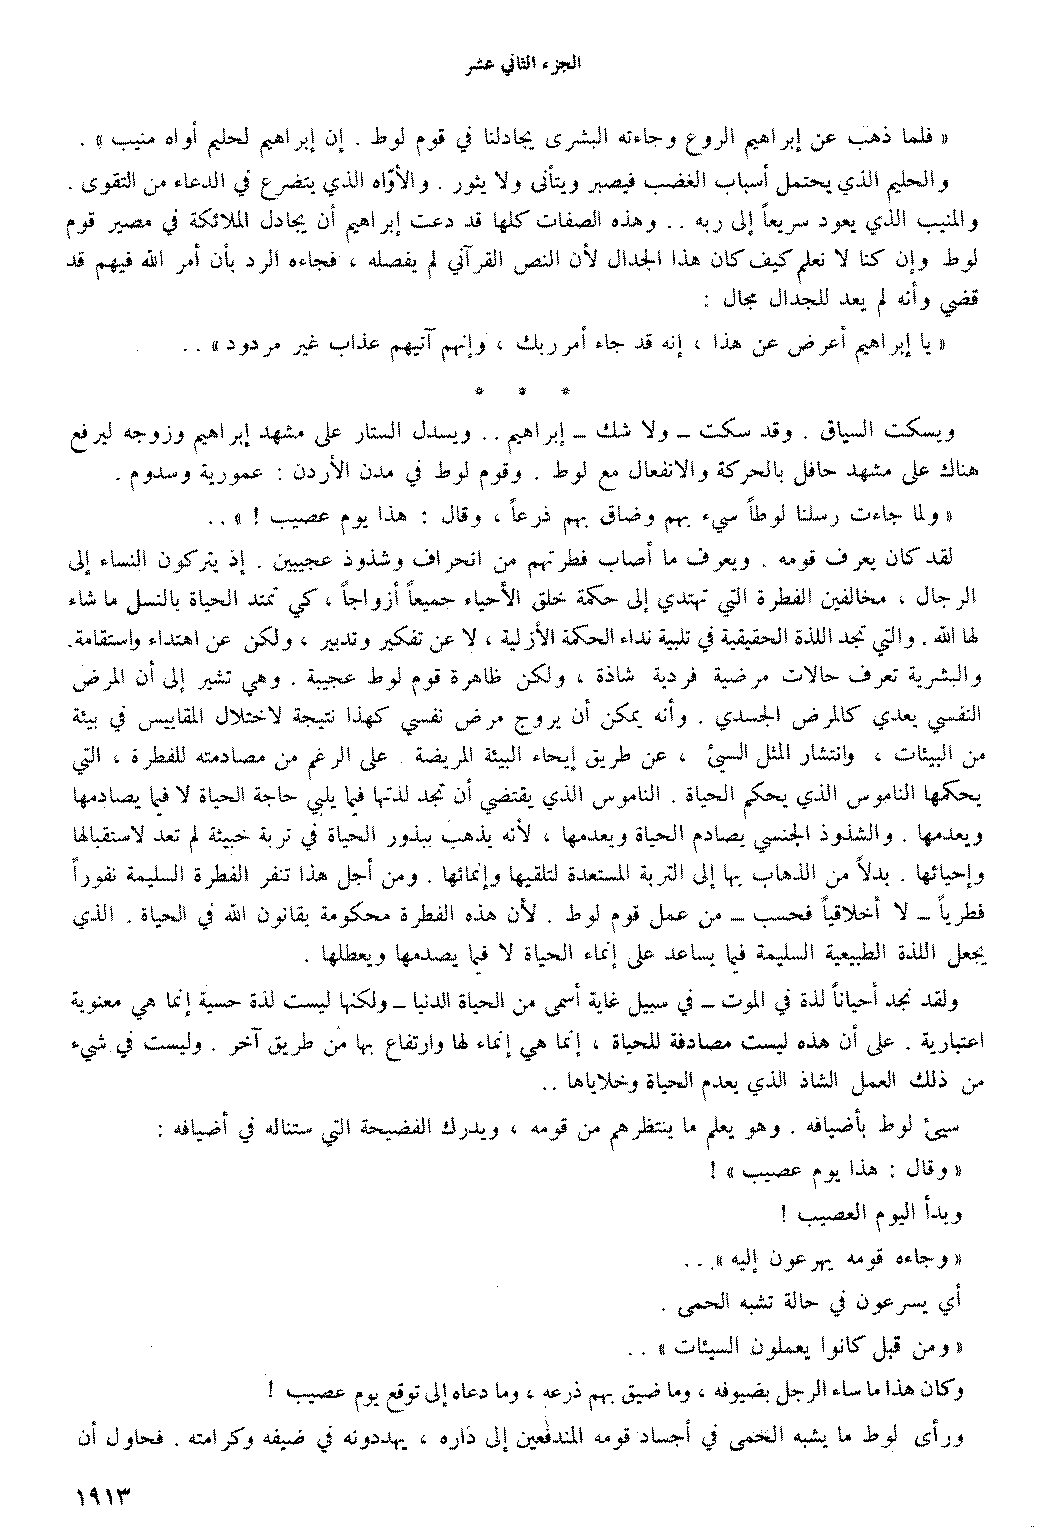 الجزء الثاني عشر
« فلما ذهب عن إبراهيم الروع وجاءته البشرى يجادلنا في قوم لوط . إن إبراهيم لحليم أواه منيب » .
والحليم الذي يحتمل أسباب الغضب فيصبر ويتأنى ولا يثور . والأوّاه الذي يتضرع في الدعاء من التقوى .
والمنيب الذي يعود سريعاً إلى ربه .. وهذه الصفات كلها قد دعت إبراهيم أن يجادل الملائكة في مصير قوم
لوط وإن كنا لا نعلم كيف كان هذا الجدال لأن النص القرآني لم يفصله ، فجاءه الرد بأن أمر الله فيهم قد
قضي وأنه لم يعد للجدال مجال :
« يا إبراهيم أعرض عن هذا ، إنه قد جاء أمر ربك ، وإنهم آتيهم عذاب غير مردود » ..
* * *
ويسكت السياق . وقد سكت – ولا شك – إبراهيم .. ويسدل الستار على مشهد إبراهيم وزوجه ليرفع
هناك على مشهد حافل بالحركة والانفعال مع لوط . وقوم لوط في مدن الأردن : عمورية وسدوم .
« ولما جاءت رسلنا لوطاً سيء بهم وضاق بهم ذرعاً ، وقال : هذا يوم عصيب ! » ..
لقد كان يعرف قومه . ويعرف ما أصاب فطرتهم من انحراف وشذوذ عجيبين . إذ يتركون النساء إلى
الرجال ، مخالفين الفطرة التي تهتدي إلى حكمة خلق الأحياء جميعاً أزواجاً ، كي تمتد الحياة بالنسل ما شاء
لها الله . والتي تجد اللذة الحقيقية في تلبية نداء الحكمة الأزلية ، لا عن تفكير وتدبير ، ولكن عن اهتداء واستقامة.
والبشرية تعرف حالات مرضية فردية شاذة ، ولكن ظاهرة قوم لوط عجيبة . وهي تشير إلى أن المرض
النفسي يعدي كالمرض الجسدي . وأنه يمكن أن يروج مرض نفسي كهذا نتيجة لاختلال المقاييس في بيئة
من البيئات ، وانتشار المثل السيئ ، عن طريق إيحاء البيئة المريضة . على الرغم من مصادمته للفطرة ، التي
يحكمها الناموس الذي يحكم الحياة . الناموس الذي يقتضي أن تجد لذتها فيما يلبي حاجة الحياة لا فيما يصادمها
ويعدمها . والشذوذ الجنسي يصادم الحياة ويعدمها ، لأنه يذهب ببذور الحياة في تربة خبيثة لم تعد لاستقبالها
وإحيائها . بدلاً من الذهاب بها إلى التربة المستعدة لتلقيها وإنمائها . ومن أجل هذا تنفر الفطرة السليمة نفوراً
فطرياً – لا أخلاقياً فحسب – من عمل قوم لوط . لأن هذه الفطرة محكومة بقانون الله في الحياة . الذي
يجعل اللذة الطبيعية السليمة فيما يساعد على إنماء الحياة لا فيما يصدمها ويعطلها .
ولقد نجد أحياناً لذة في الموت – في سبيل غاية أسمى من الحياة الدنيا – ولكنها ليست لذة حسية إنما هي معنوية
اعتبارية . على أن هذه ليست مصادفة للحياة ، إنما هي إنماء لها وارتفاع بها من طريق آخر . وليست في شيء
من ذلك العمل الشاذ الذي يعدم الحياة وخلاياها ..
سيئ لوط بأضيافه . وهو يعلم ما ينتظرهم من قومه ، ويدرك الفضيحة التي ستناله في أضيافه :
« وقال : هذا يوم عصيب » !
وبدأ اليوم العصيب !
« وجاءه قومه يهرعون إليه » ..
أي يسرعون في حالة تشبه الحمى .
« ومن قبل كانوا يعملون السيئات » ..
وكان هذا ما ساء الرجل بضيوفه ، وما ضيق بهم ذرعه ، وما دعاه إلى توقع يوم عصيب !
ورأى لوط ما يشبه الحمى في أجساد قومه المندفعين إلى داره ، يهددونه في ضيفه وكرامته . فحاول أن
١٩١٣